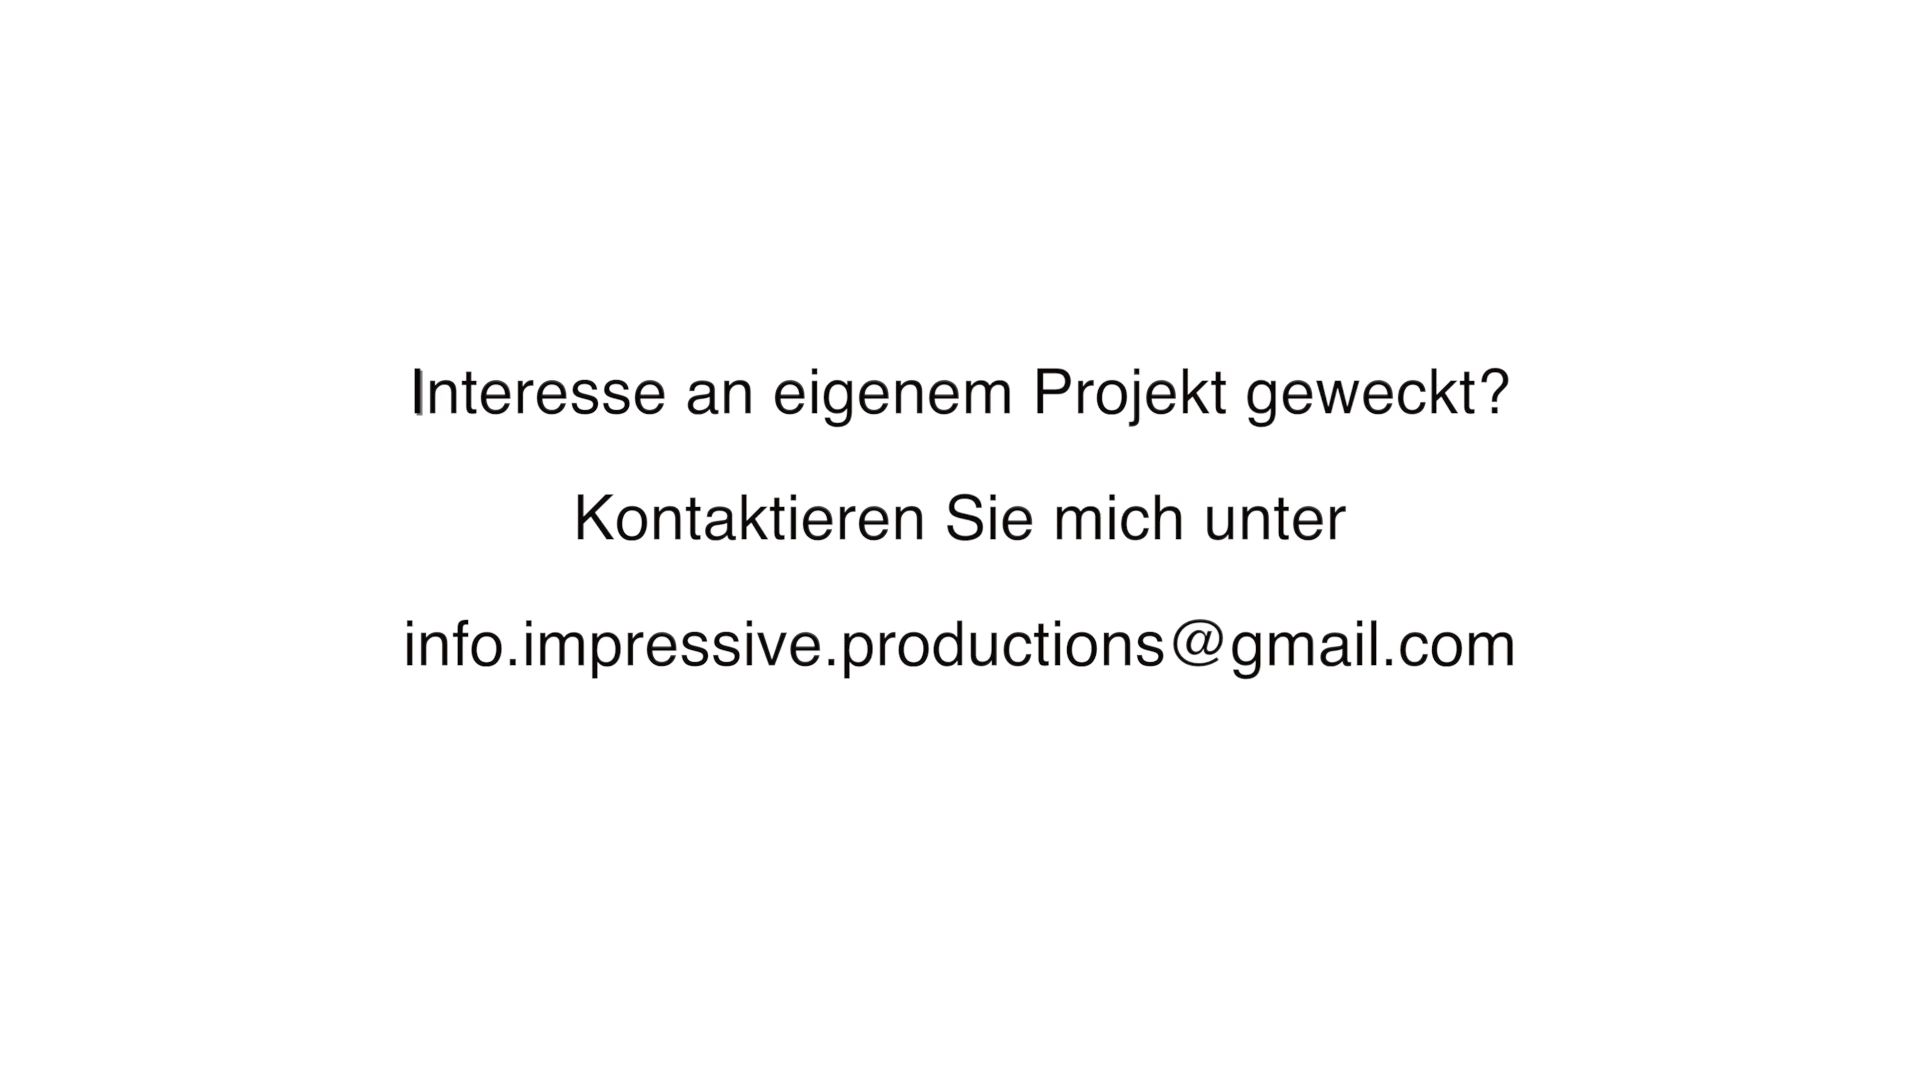 Interesse an eigenem Projekt geweckt?
Kontaktieren Sie mich unter
info.impressive.productions@gmail.com